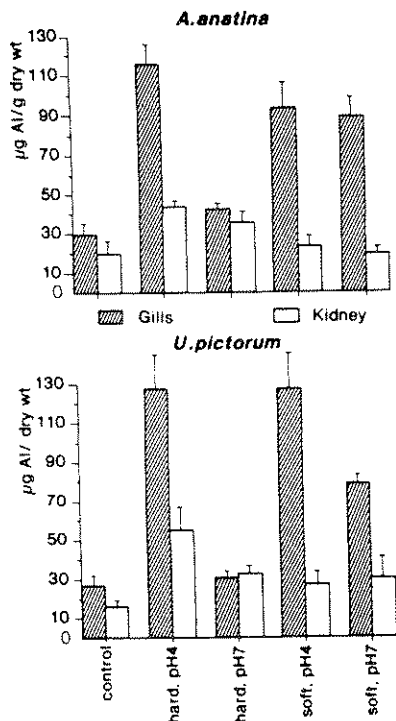 A.anatina
µg Al/g dry wt
130
110
90
70
50
30
10
0
Gills
Kidney
U.pictorum
µg Al/ dry wt
130
110
90
70
50
30
10
0
control
hard. pH4
hard. pH7
soft. pH4
soft. pH7